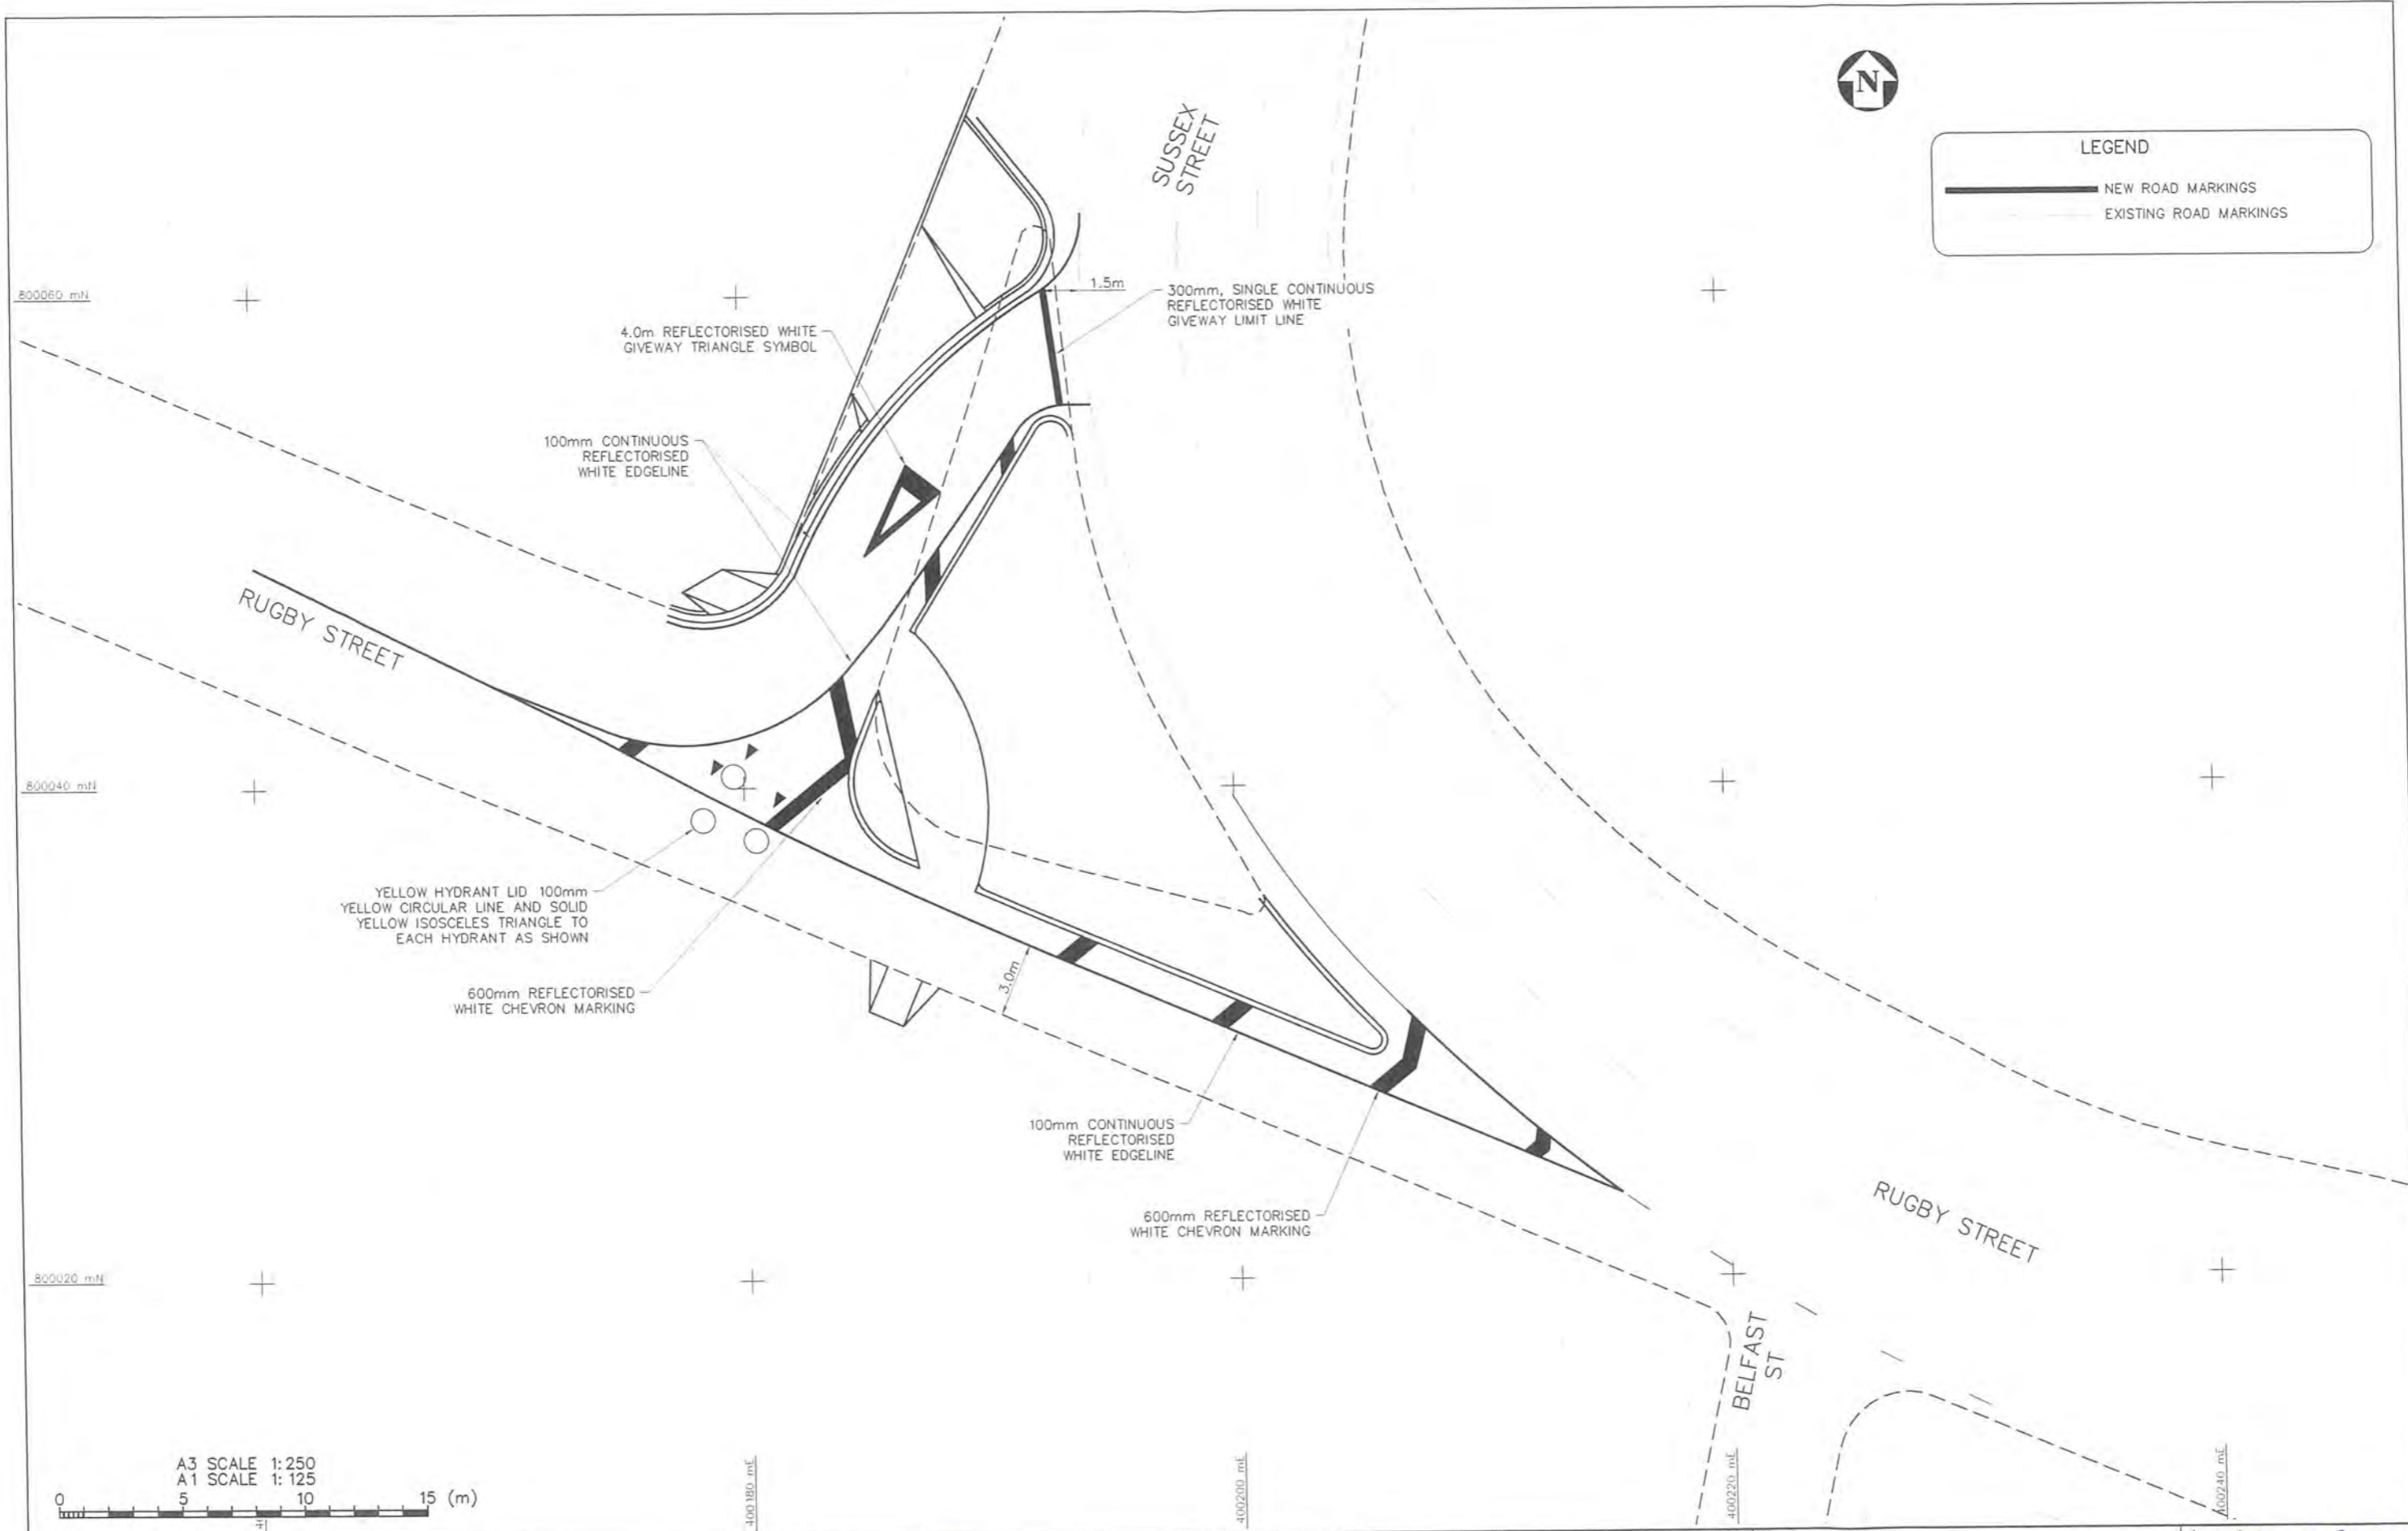 N
LEGEND
NEW ROAD MARKINGS
EXISTING ROAD MARKINGS
SUSSEX
STREET
800060 mN
1.5m
300mm, SINGLE CONTINUOUS
REFLECTORISED WHITE
GIVEWAY LIMIT LINE
4.0m REFLECTORISED WHITE
GIVEWAY TRIANGLE SYMBOL
100mm CONTINUOUS
REFLECTORISED
WHITE EDGELINE
RUGBY STREET
800040 mN
YELLOW HYDRANT LID 100mm
YELLOW CIRCULAR LINE AND SOLID
YELLOW ISOSCELES TRIANGLE TO
EACH HYDRANT AS SHOWN
600mm REFLECTORISED
WHITE CHEVRON MARKING
3.0m
100mm CONTINUOUS
REFLECTORISED
WHITE EDGELINE
600mm REFLECTORISED
WHITE CHEVRON MARKING
RUGBY STREET
800020 mN
BELFAST
ST
A3 SCALE 1:250
A1 SCALE 1:125
0 5 10 15 (m)
400180 mE
400200 mE
400220 mE
400240 mE